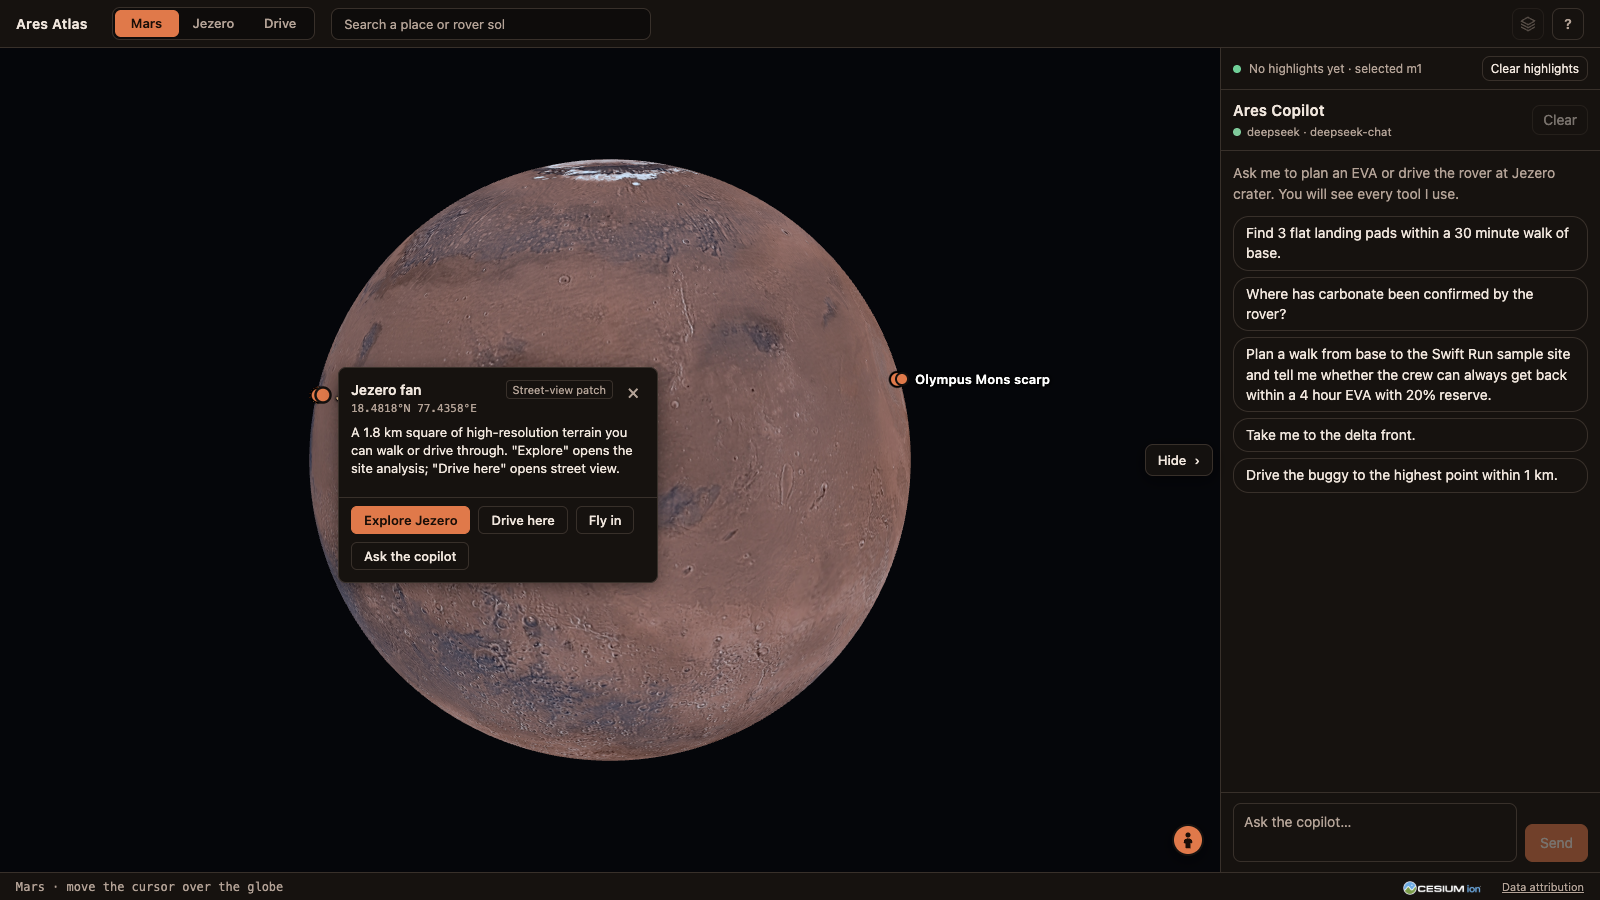 Ares Atlas
Mars
Jezero
Drive
Search a place or rover sol
?
No highlights yet · selected m1
Clear highlights
Ares Copilot
deepseek · deepseek-chat
Clear
Ask me to plan an EVA or drive the rover at Jezero
crater. You will see every tool I use.
Find 3 flat landing pads within a 30 minute walk of
base.
Where has carbonate been confirmed by the
rover?
Plan a walk from base to the Swift Run sample site
and tell me whether the crew can always get back
within a 4 hour EVA with 20% reserve.
Take me to the delta front.
Drive the buggy to the highest point within 1 km.
Olympus Mons scarp
Jezero fan
Street-view patch
18.4818°N 77.4358°E
A 1.8 km square of high-resolution terrain you
can walk or drive through. "Explore" opens the
site analysis; "Drive here" opens street view.
Explore Jezero
Drive here
Fly in
Ask the copilot
Hide ›
Ask the copilot...
Send
Mars · move the cursor over the globe
CESIUM ion
Data attribution